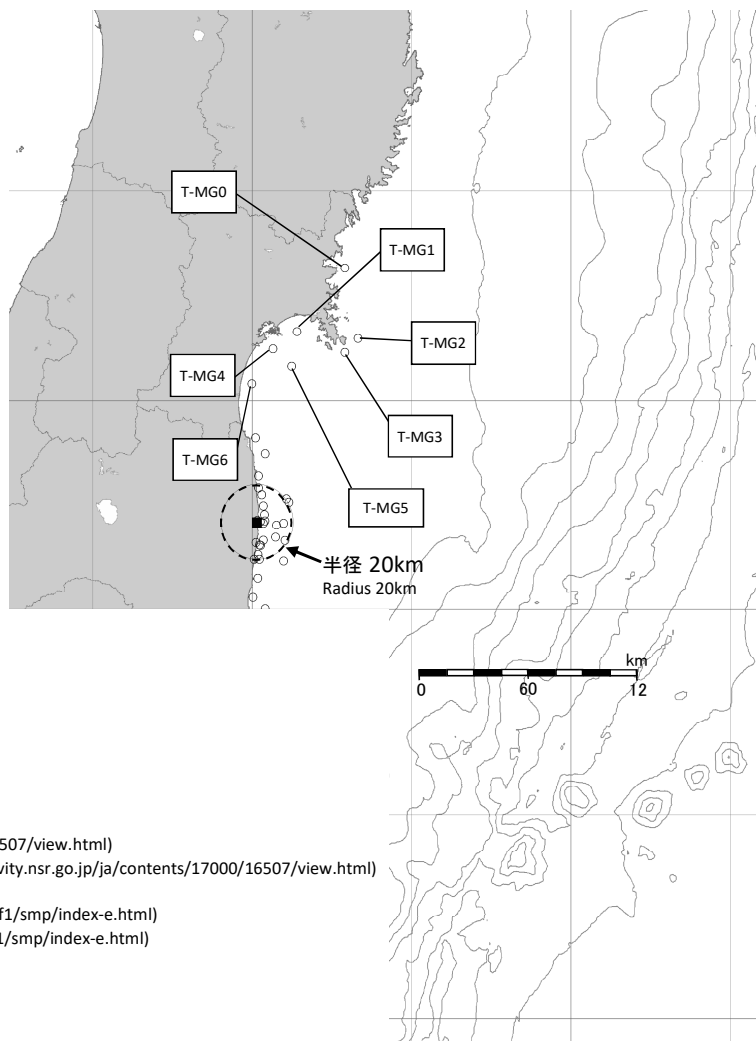 T-MG0
T-MG1
T-MG2
T-MG4
T-MG3
T-MG6
T-MG5
半径 20km
Radius 20km
km
0
60
12
507/view.html)
vity.nsr.go.jp/ja/contents/17000/16507/view.html)
f1/smp/index-e.html)
1/smp/index-e.html)